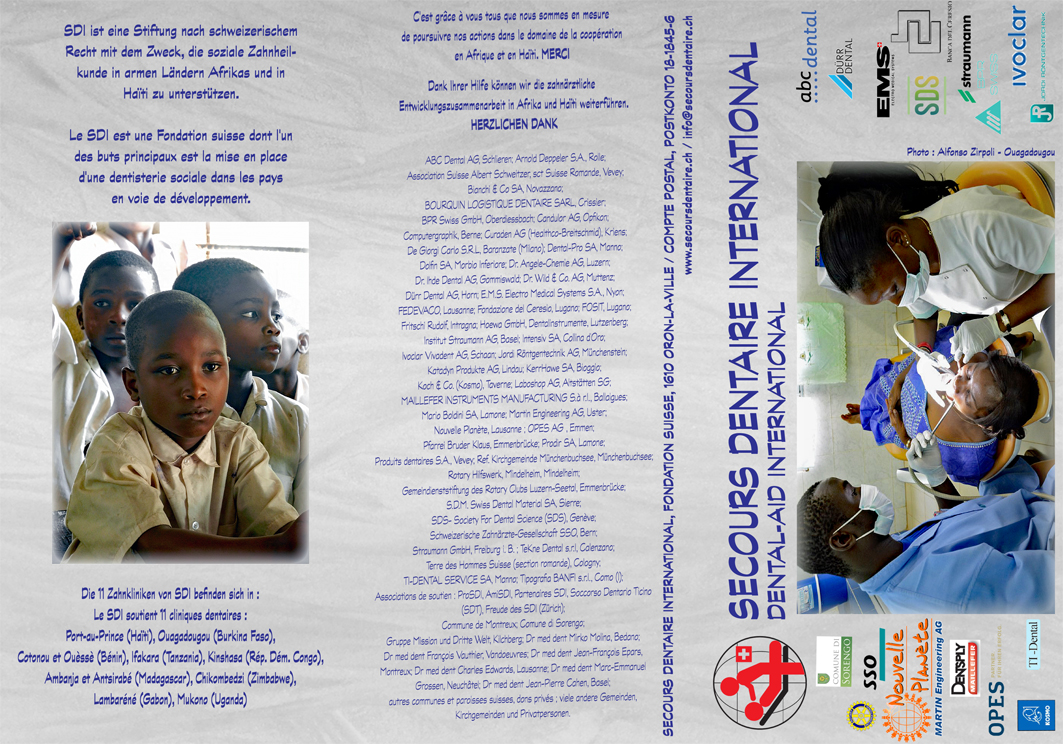 SDI ist eine Stiftung nach schweizerischem
Recht mit dem Zweck, die soziale Zahnheil-
kunde in armen Ländern Afrikas und in
Haïti zu unterstützen.
Le SDI est une Fondation suisse dont l'un
des buts principaux est la mise en place
d'une dentisterie sociale dans les pays
en voie de développement.
Die 11 Zahnkliniken von SDI befinden sich in :
Le SDI soutient 11 cliniques dentaires :
Port-au-Prince (Haïti), Ouagadougou (Burkina Faso),
Cotonou et Ouèssè (Bénin), Ifakara (Tanzania), Kinshasa (Rép. Dém. Congo),
Ambanja et Antsirabé (Madagascar), Chikombedzi (Zimbabwe),
Lambaréné (Gabon), Mukono (Uganda)
C'est grâce à vous tous que nous sommes en mesure
de poursuivre nos actions dans le domaine de la coopération
en Afrique et en Haïti. MERCI
Dank Ihrer Hilfe können wir die zahnärztliche
Entwicklungszusammenarbeit in Afrika und Haïti weiterführen.
HERZLICHEN DANK
ABC Dental AG, Schlieren; Arnold Deppeler S.A., Rolle;
Association Suisse Albert Schweitzer, sct Suisse Romande, Vevey;
Bianchi & Co SA, Novazzano;
BOURQUIN LOGISTIQUE DENTAIRE SARL, Crissier;
BPR Swiss GmbH, Oberdiessbach; Candulor AG, Opfikon;
Computergraphik, Berne; Curaden AG (Healthco-Breitschmid), Kriens;
De Giorgi Carlo S.R.L., Baranzate (Milano); Dental-Pro SA, Manno;
Dolfin SA, Morbio Inferiore; Dr. Angele-Chemie AG, Luzern;
Dr. Ihde Dental AG, Gommiswald; Dr. Wild & Co. AG, Muttenz;
Dürr Dental AG, Horn; E.M.S. Electro Medical Systems S.A., Nyon;
FEDEVACO, Lausanne; Fondazione del Ceresio, Lugano; FOSIT, Lugano;
Fritschi Rudolf, Intragna; Hoewa GmbH, Dentalinstrumente, Lutzenberg;
Institut Straumann AG, Basel; Intensiv SA, Collina d'Oro;
Ivoclar Vivadent AG, Schaan; Jordi Röntgentechnik AG, Münchenstein;
Katadyn Produkte AG, Lindau; KerrHawe SA, Bioggio;
Koch & Co. (Kosmo), Taverne; Laboshop AG, Altstätten SG;
MAILLEFER INSTRUMENTS MANUFACTURING S.à r.l., Ballaigues;
Mario Boldini SA, Lamone; Martin Engineering AG, Uster;
Nouvelle Planète, Lausanne ; OPES AG , Emmen;
Pfarrei Bruder Klaus, Emmenbrücke; Prodir SA, Lamone;
Produits dentaires S.A., Vevey; Ref. Kirchgemeinde Münchenbuchsee, Münchenbuchsee;
Rotary Hilfswerk, Mindelheim, Mindelheim;
Gemeindienststiftung des Rotary Clubs Luzern-Seetal, Emmenbrücke;
S.D.M. Swiss Dental Material SA, Sierre;
SDS- Society For Dental Science (SDS), Genève;
Schweizerische Zahnärzte-Gesellschaft SSO, Bern;
Straumann GmbH, Freiburg i. B. ; TeKne Dental s.r.l, Calenzano;
Terre des Hommes Suisse (section romande), Cologny;
TI-DENTAL SERVICE SA, Manno; Tipografia BANFI s.r.l., Como (I);
Associations de soutien : ProSDI, AmiSDI, Partenaires SDI, Soccorso Dentario Ticino
(SDT), Freude des SDI (Zürich);
Commune de Montreux; Comune di Sorengo;
Gruppe Mission und Dritte Welt, Kilchberg; Dr med dent Mirko Molina, Bedano;
Dr med dent François Vauthier, Vandoeuvres; Dr med dent Jean-François Epars,
Montreux; Dr med dent Charles Edwards, Lausanne; Dr med dent Marc-Emmanuel
Grossen, Neuchâtel; Dr med dent Jean-Pierre Cohen, Basel;
autres communes et paroisses suisses, dons privés ; viele andere Gemeinden,
Kirchgemeinden und Privatpersonen.
SECOURS DENTAIRE INTERNATIONAL, FONDATION SUISSE, 1610 ORON-LA-VILLE / COMPTE POSTAL, POSTKONTO 18-1845-6
www.secoursdentaire.ch / info@secoursdentaire.ch
SECOURS DENTAIRE INTERNATIONAL
DENTAL-AID INTERNATIONAL
abc
dental
DÜRR
DENTAL
EMS
SDS
BANCA DEL CERESIO
straumann
ivoclar
Photo : Alfonso Zirpoli - Ouagadougou
COMUNE DI
SORENGO
SSO
Nouvelle
Planète
MARTIN Engineering AG
DENTSPLY
MAILLEFER
OPES
TI-Dental
KOSMO